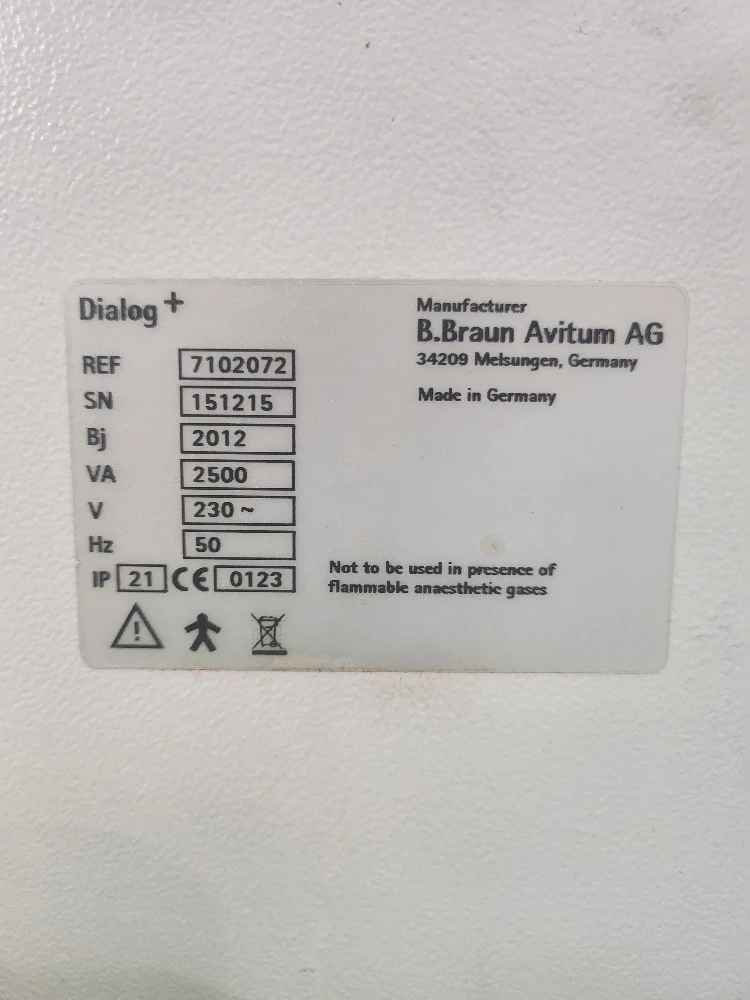 Dialog+
REF 7102072
SN 151215
Bj 2012
VA 2500
V 230 ~
Hz 50
IP 21 CE 0123
Manufacturer
B.Braun Avitum AG
34209 Melsungen, Germany
Made in Germany
Not to be used in presence of
flammable anaesthetic gases